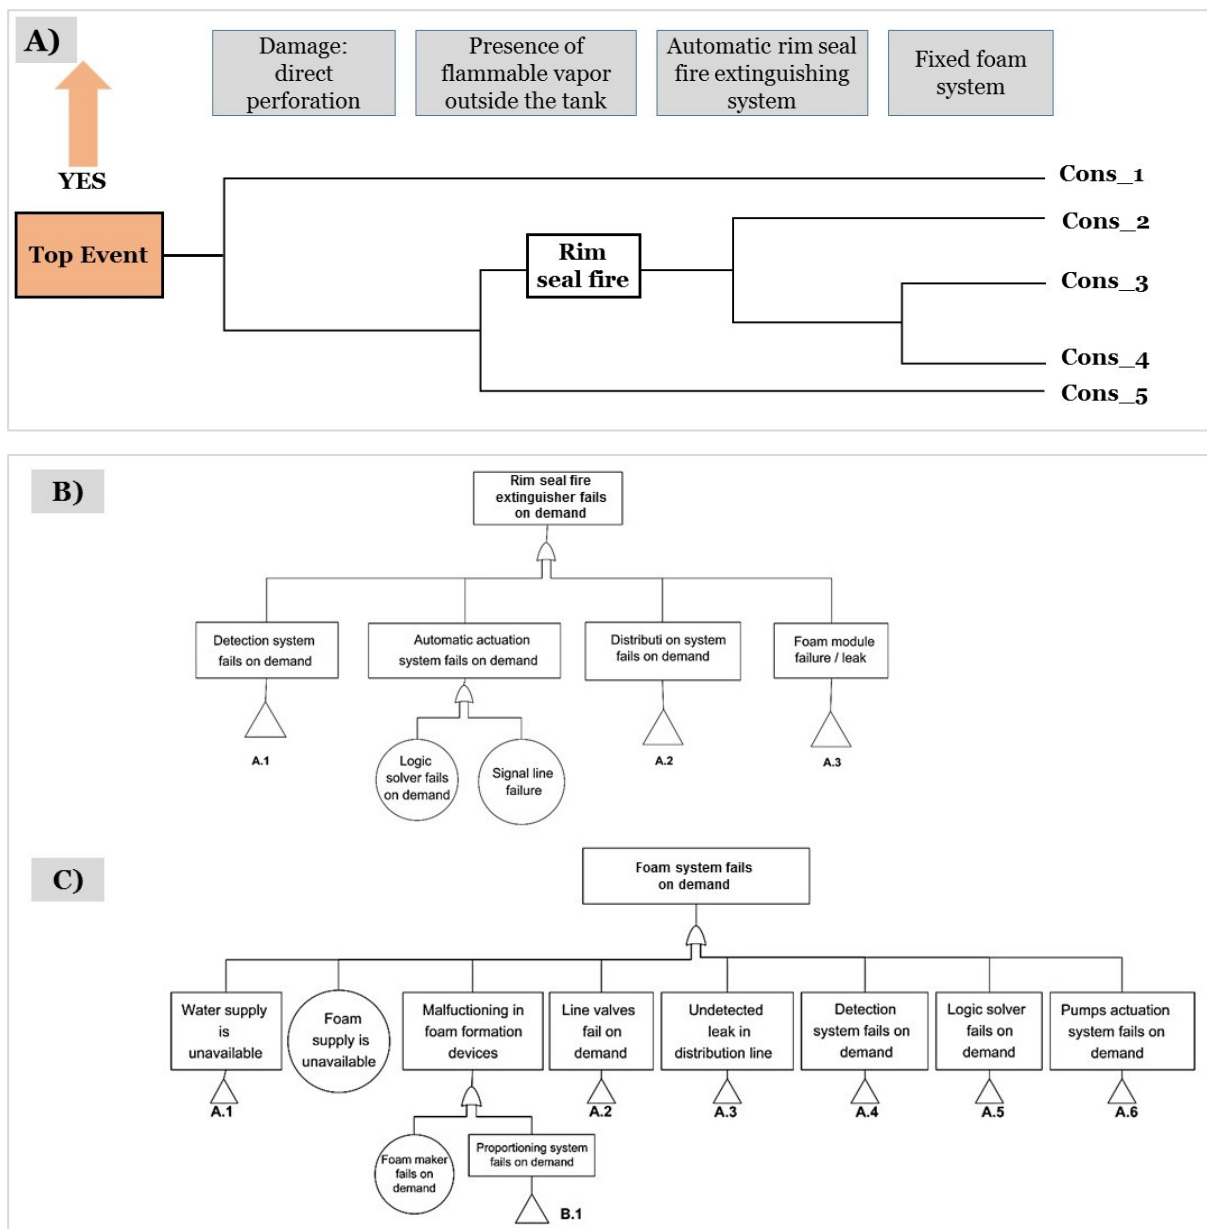 A)
Damage:
direct
perforation
Presence of
flammable vapor
outside the tank
Automatic rim seal
fire extinguishing
system
Fixed foam
system
YES
Top Event
Rim
seal fire
Cons_1
Cons_2
Cons_3
Cons_4
Cons_5
B)
Rim seal fire
extinguisher fails
on demand
Detection system
fails on demand
Automatic actuation
system fails on demand
Distributi on system
fails on demand
Foam module
failure / leak
A.1
Logic
solver fails
on demand
Signal line
failure
A.2
A.3
C)
Foam system fails
on demand
Water supply
is
unavailable
Foam
supply is
unavailable
Malfuctioning in
foam formation
devices
Line valves
fail on
demand
Undetected
leak in
distribution line
Detection
system fails on
demand
Logic solver
fails on
demand
Pumps actuation
system fails on
demand
A.1
A.2
A.3
A.4
A.5
A.6
Foam maker
fails on
demand
Proportioning system
fails on demand
B.1